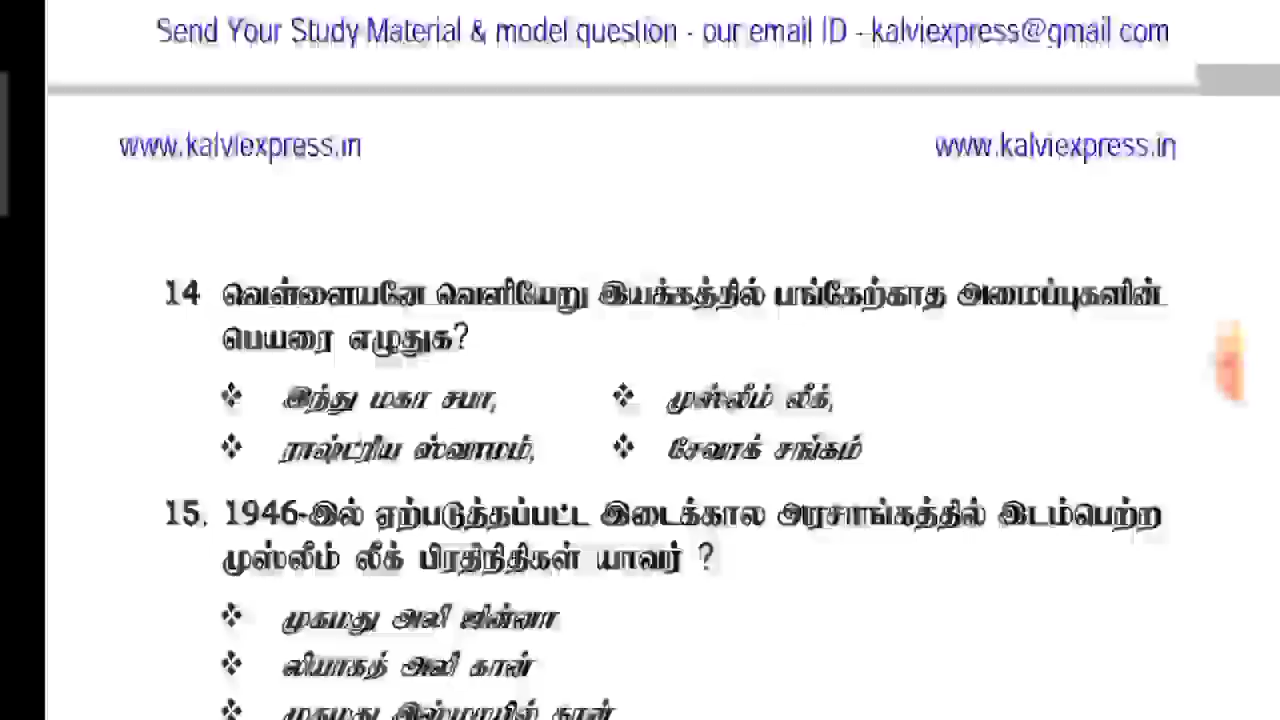 Send Your Study Material & model question - our email ID - kalviexpress@gmail com
www.kalviexpress.in www.kalviexpress.in
14 வெள்ளையனே வெளியேறு இயக்கத்தில் பங்கேற்காத அமைப்புகளின்
பெயரை எழுதுக?
❖ இந்து மகா சபா, ❖ முஸ்லீம் லீக்,
❖ ராஷ்ட்ரிய ஸ்வாமம், ❖ சேவாக் சங்கம்
15. 1946-இல் ஏற்படுத்தப்பட்ட இடைக்கால அரசாங்கத்தில் இடம்பெற்ற
முஸ்லீம் லீக் பிரதிநிதிகள் யாவர் ?
❖ முகமது அலி ஜின்னா
❖ லியாகத் அலி கான்
❖ முகமது இஸ்மாயில் கான்